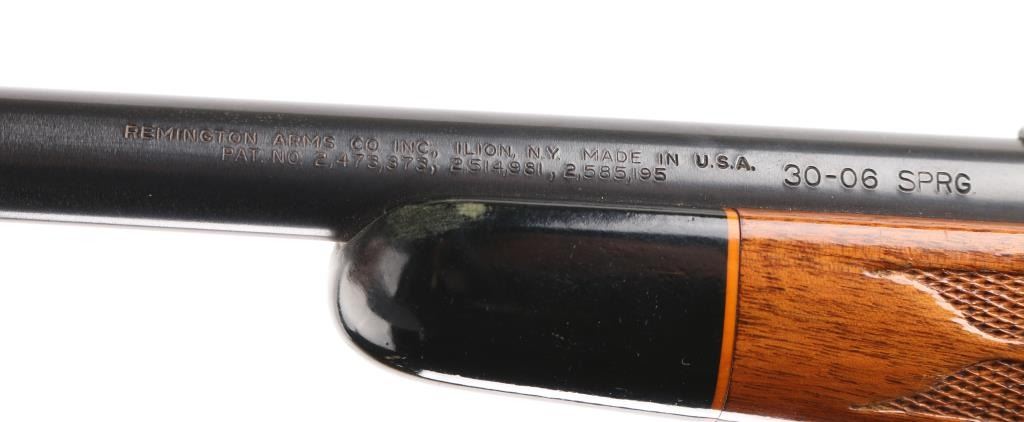 REMINGTON ARMS CO INC, ILION, N.Y. MADE IN U.S.A.
PAT. NO. 2,473,373, 2,514,981, 2,585,195
30-06 SPRG